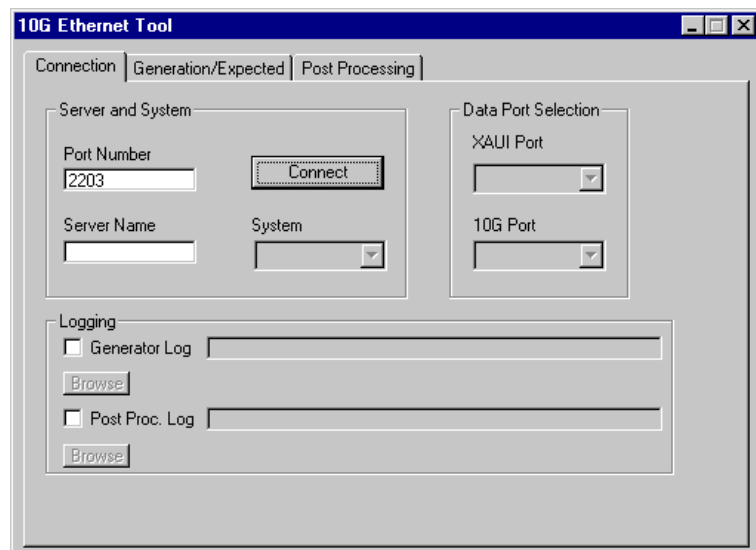 10G Ethernet Tool
Connection Generation/Expected Post Processing
Server and System
Port Number
2203
Connect
Server Name
System
Data Port Selection
XAUI Port
10G Port
Logging
Generator Log
Browse
Post Proc. Log
Browse